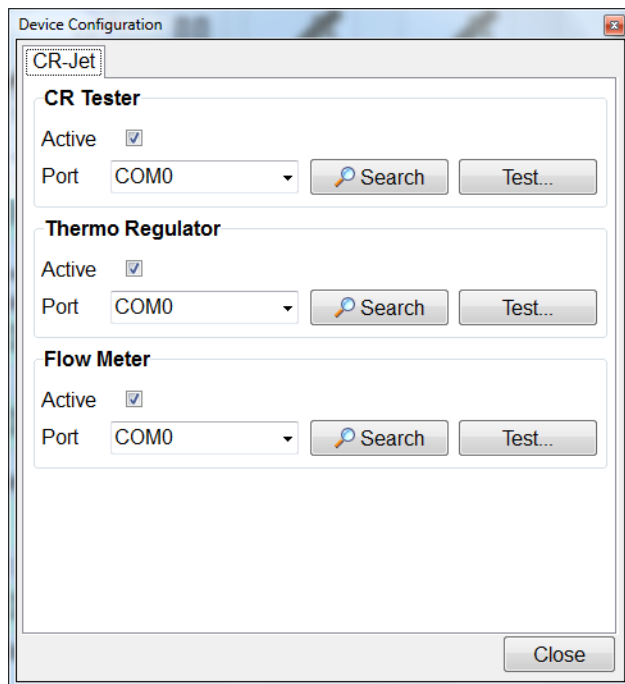 Device Configuration
CR-Jet
CR Tester
Active
Port COM0 Search Test...
Thermo Regulator
Active
Port COM0 Search Test...
Flow Meter
Active
Port COM0 Search Test...
Close